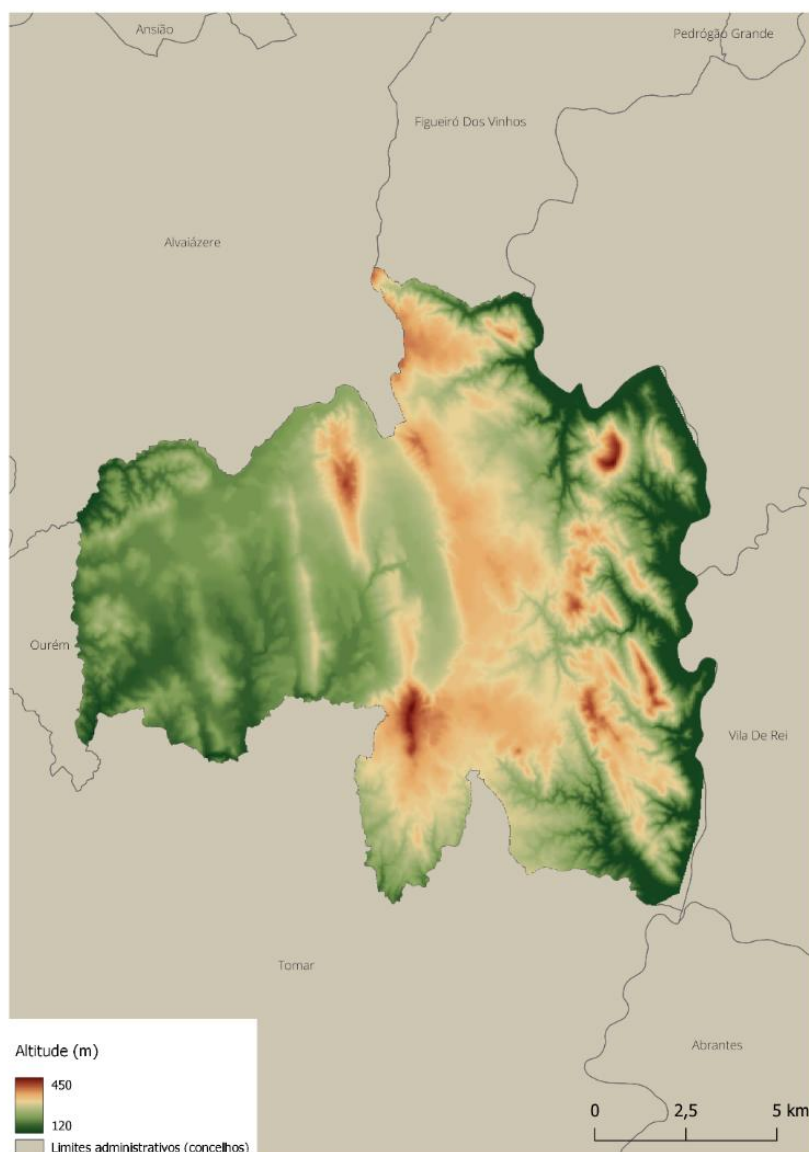 Ansião
Pedrógão Grande
Figueiró Dos Vinhos
Alvaiázere
Ourém
Vila De Rei
Tomar
Abrantes
Altitude (m)
450
120
Limites administrativos (concelhos)
0 2,5 5 km